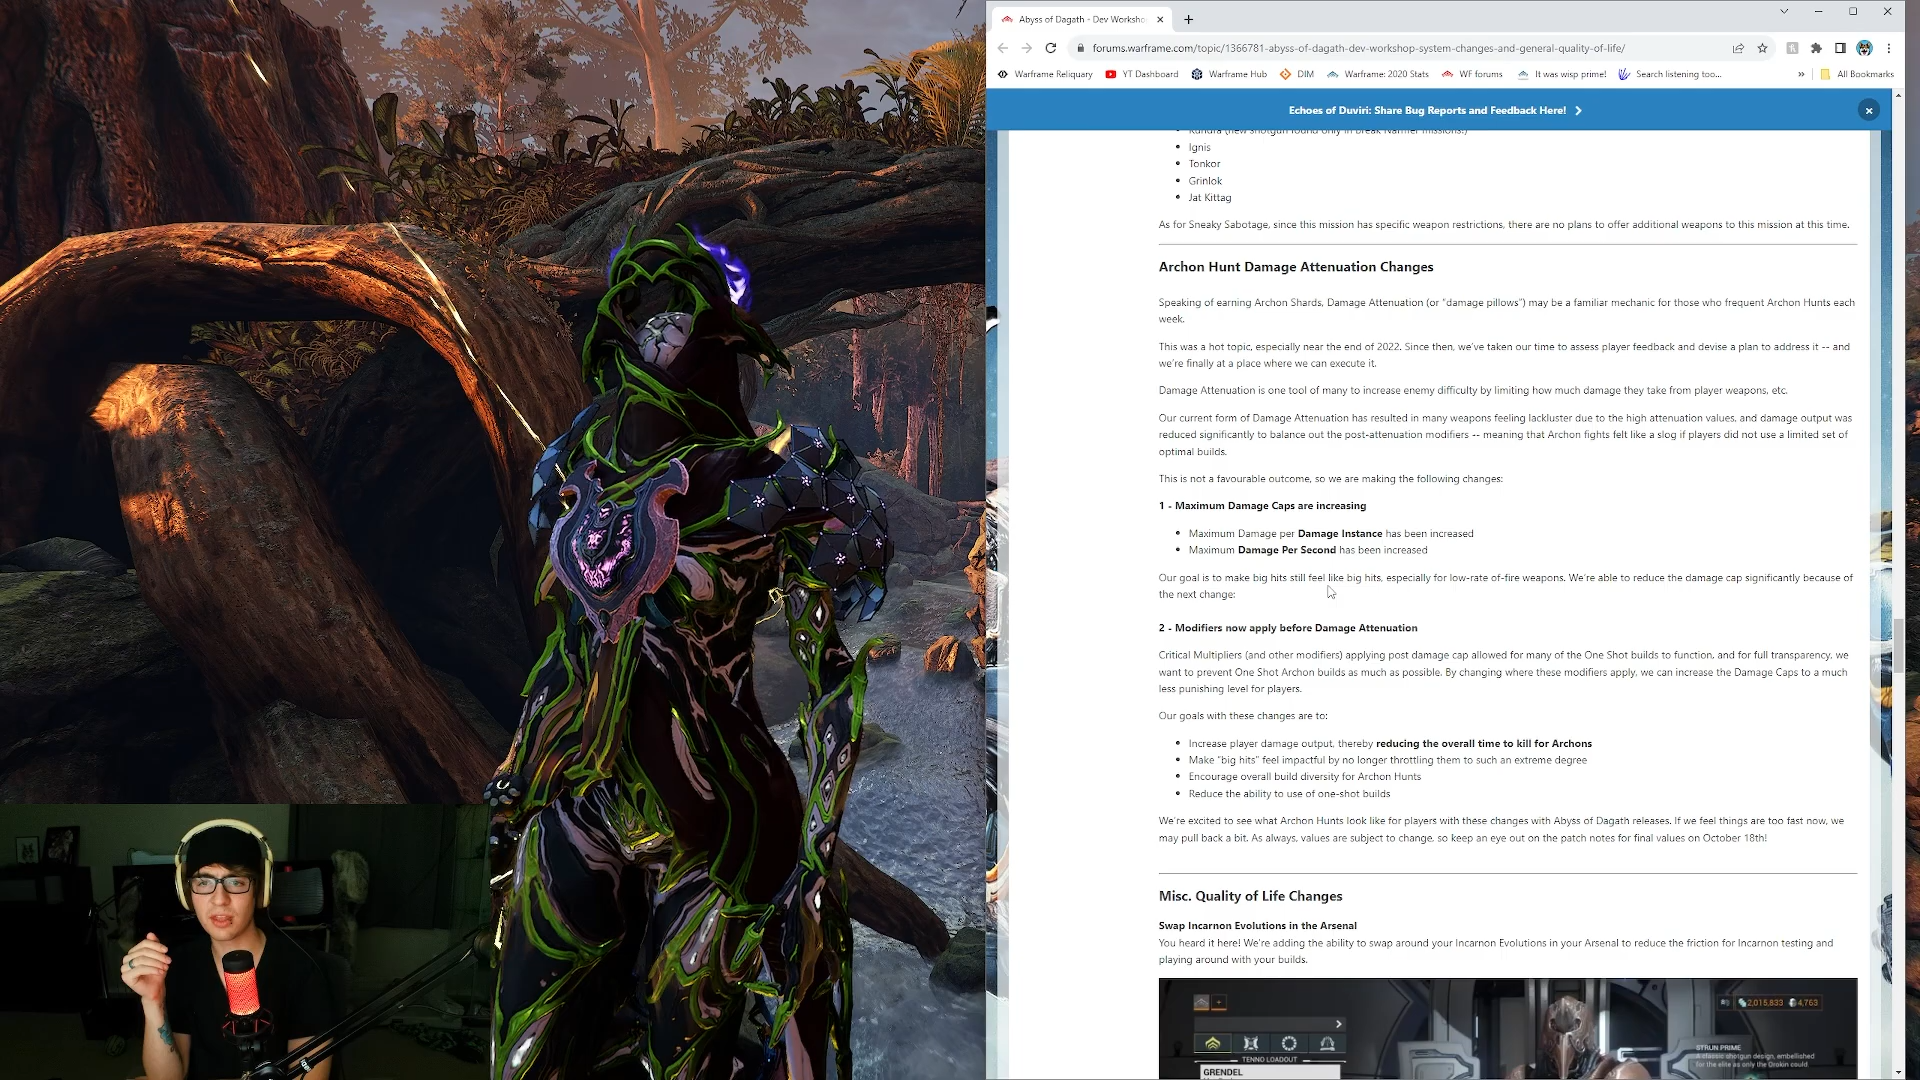 Abyss of Dagath - Dev Worksho
forums.warframe.com/topic/1366781-abyss-of-dagath-dev-workshop-system-changes-and-general-quality-of-life/
Warframe Reliquary YT Dashboard Warframe Hub DIM Warframe: 2020 Stats WF forums It was wisp prime! Search listening too... » All Bookmarks
Echoes of Duviri: Share Bug Reports and Feedback Here!
(new shotgun found only in break Narmer missions!)
Ignis
Tonkor
Grinlok
Jat Kittag
As for Sneaky Sabotage, since this mission has specific weapon restrictions, there are no plans to offer additional weapons to this mission at this time.
Archon Hunt Damage Attenuation Changes
Speaking of earning Archon Shards, Damage Attenuation (or "damage pillows") may be a familiar mechanic for those who frequent Archon Hunts each
week.
This was a hot topic, especially near the end of 2022. Since then, we've taken our time to assess player feedback and devise a plan to address it -- and
we're finally at a place where we can execute it.
Damage Attenuation is one tool of many to increase enemy difficulty by limiting how much damage they take from player weapons, etc.
Our current form of Damage Attenuation has resulted in many weapons feeling lackluster due to the high attenuation values, and damage output was
reduced significantly to balance out the post-attenuation modifiers -- meaning that Archon fights felt like a slog if players did not use a limited set of
optimal builds.
This is not a favourable outcome, so we are making the following changes:
1 - Maximum Damage Caps are increasing
Maximum Damage per Damage Instance has been increased
Maximum Damage Per Second has been increased
Our goal is to make big hits still feel like big hits, especially for low-rate of-fire weapons. We're able to reduce the damage cap significantly because of
the next change:
2 - Modifiers now apply before Damage Attenuation
Critical Multipliers (and other modifiers) applying post damage cap allowed for many of the One Shot builds to function, and for full transparency, we
want to prevent One Shot Archon builds as much as possible. By changing where these modifiers apply, we can increase the Damage Caps to a much
less punishing level for players.
Our goals with these changes are to:
Increase player damage output, thereby reducing the overall time to kill for Archons
Make "big hits" feel impactful by no longer throttling them to such an extreme degree
Encourage overall build diversity for Archon Hunts
Reduce the ability to use of one-shot builds
We're excited to see what Archon Hunts look like for players with these changes with Abyss of Dagath releases. If we feel things are too fast now, we
may pull back a bit. As always, values are subject to change, so keep an eye out on the patch notes for final values on October 18th!
Misc. Quality of Life Changes
Swap Incarnon Evolutions in the Arsenal
You heard it here! We're adding the ability to swap around your Incarnon Evolutions in your Arsenal to reduce the friction for Incarnon testing and
playing around with your builds.
2,015,833 4,763
TENNO LOADOUT
STRUN PRIME
A classic shotgun design, embellished
for the elite as only the Orokin could.
GRENDEL